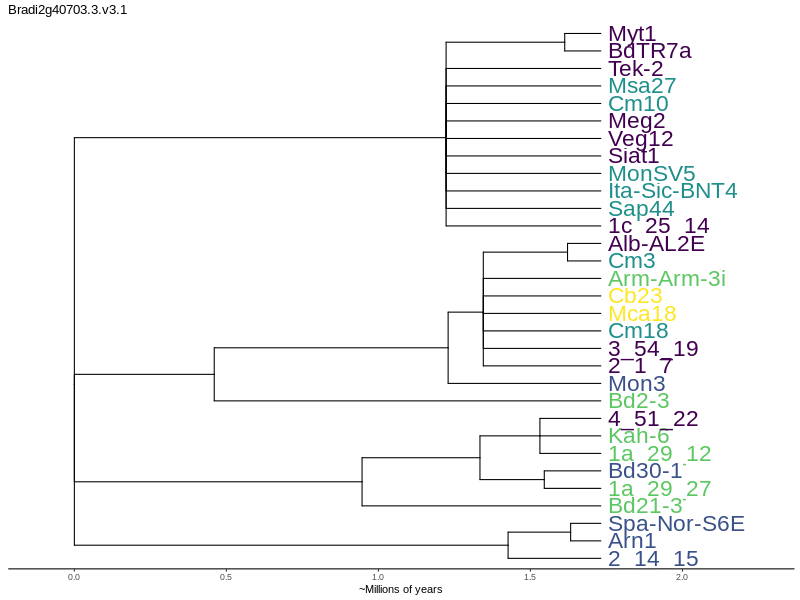 Bradi2g40703.3.v3.1
Myt1
BdTR7a
Tek-2
Msa27
Cm10
Meg2
Veg12
Siat1
MonSV5
Ita-Sic-BNT4
Sap44
1c_25_14
Alb-AL2E
Cm3
Arm-Arm-3i
Cb23
Mca18
Cm18
3_54_19
2_1_7
Mon3
Bd2-3
4_51_22
Kah-6
1a_29_12
Bd30-1
1a_29_27
Bd21-3
Spa-Nor-S6E
Arn1
2_14_15
0.0 0.5 1.0 1.5 2.0
~Millions of years